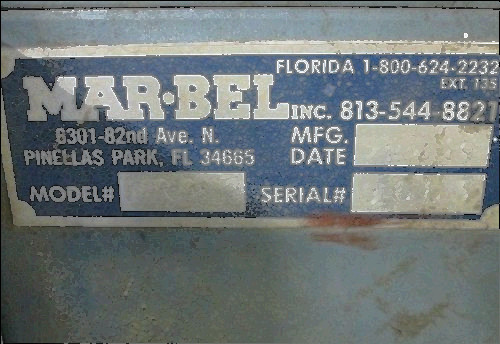 FLORIDA 1-800-624-2232
EXT. 135
MAR·BEL INC. 813-544-8821
8301-82nd Ave. N.
PINELLAS PARK, FL 34665
MFG. DATE
MODEL# SERIAL#